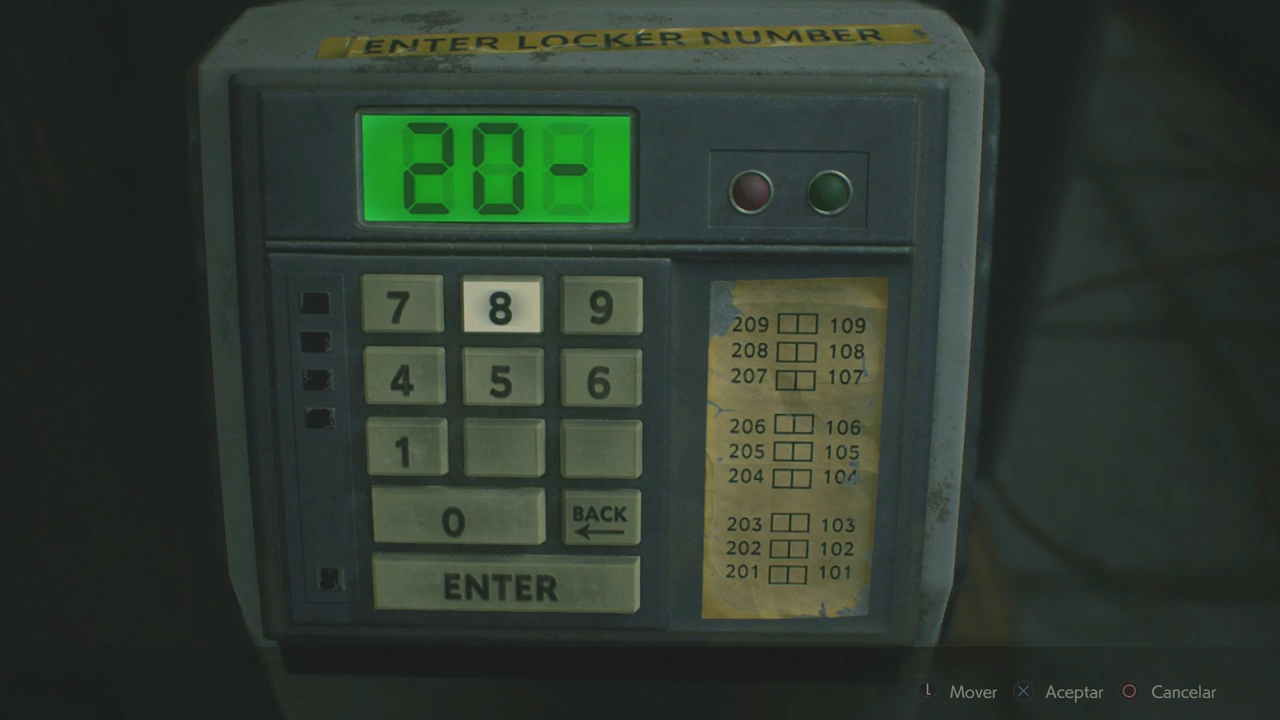 ENTER LOCKER NUMBER
20-
7 8 9
4 5 6
1
0 BACK
ENTER
209 109
208 108
207 107
206 106
205 105
204 104
203 103
202 102
201 101
L Mover Aceptar Cancelar